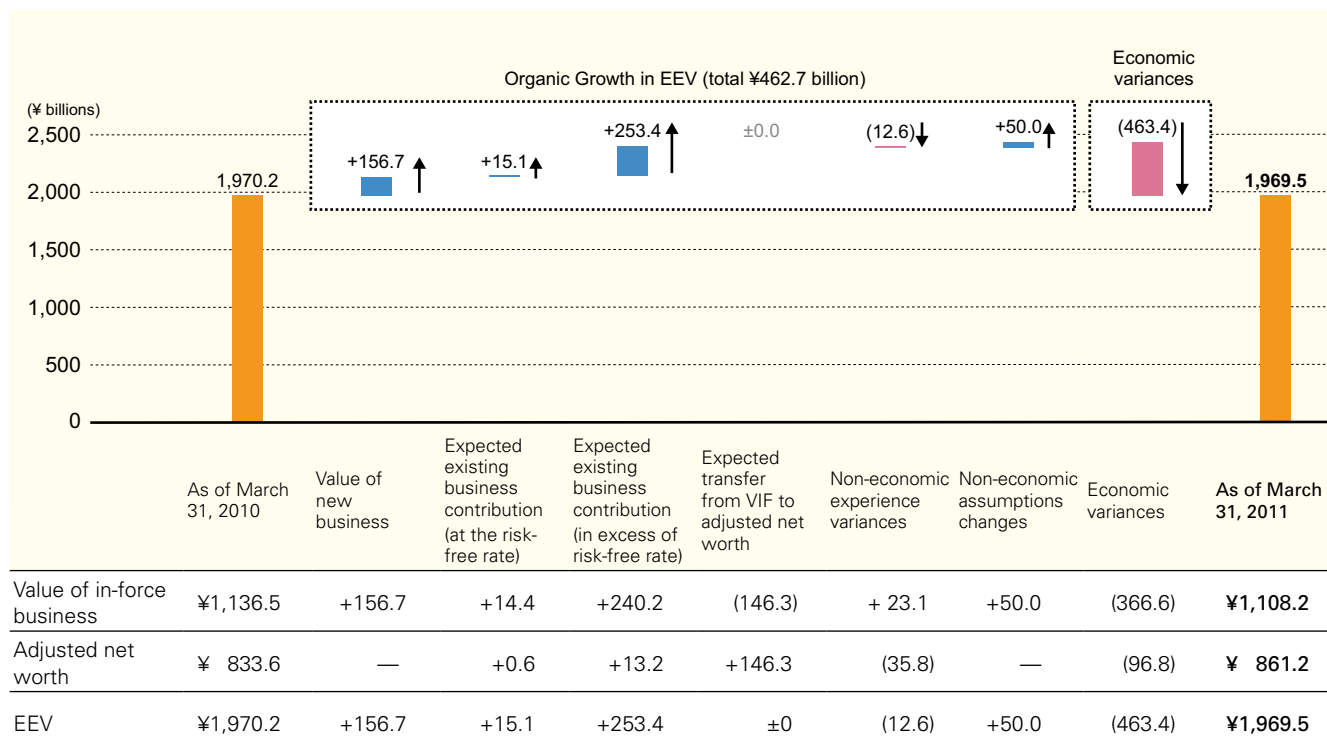 Economic
variances
Organic Growth in EEV (total ¥462.7 billion)
(¥ billions)
2,500
2,000
1,500
1,000
500
0
1,970.2
+156.7
+15.1
+253.4
±0.0
(12.6)
+50.0
(463.4)
1,969.5
As of March
31, 2010
Value of
new
business
Expected
existing
business
contribution
(at the risk-
free rate)
Expected
existing
business
contribution
(in excess of
risk-free rate)
Expected
transfer
from VIF to
adjusted net
worth
Non-economic
experience
variances
Non-economic
assumptions
changes
Economic
variances
As of March
31, 2011
Value of in-force
business ¥1,136.5 +156.7 +14.4 +240.2 (146.3) + 23.1 +50.0 (366.6) ¥1,108.2
Adjusted net
worth ¥ 833.6 — +0.6 +13.2 +146.3 (35.8) — (96.8) ¥ 861.2
EEV ¥1,970.2 +156.7 +15.1 +253.4 ±0 (12.6) +50.0 (463.4) ¥1,969.5